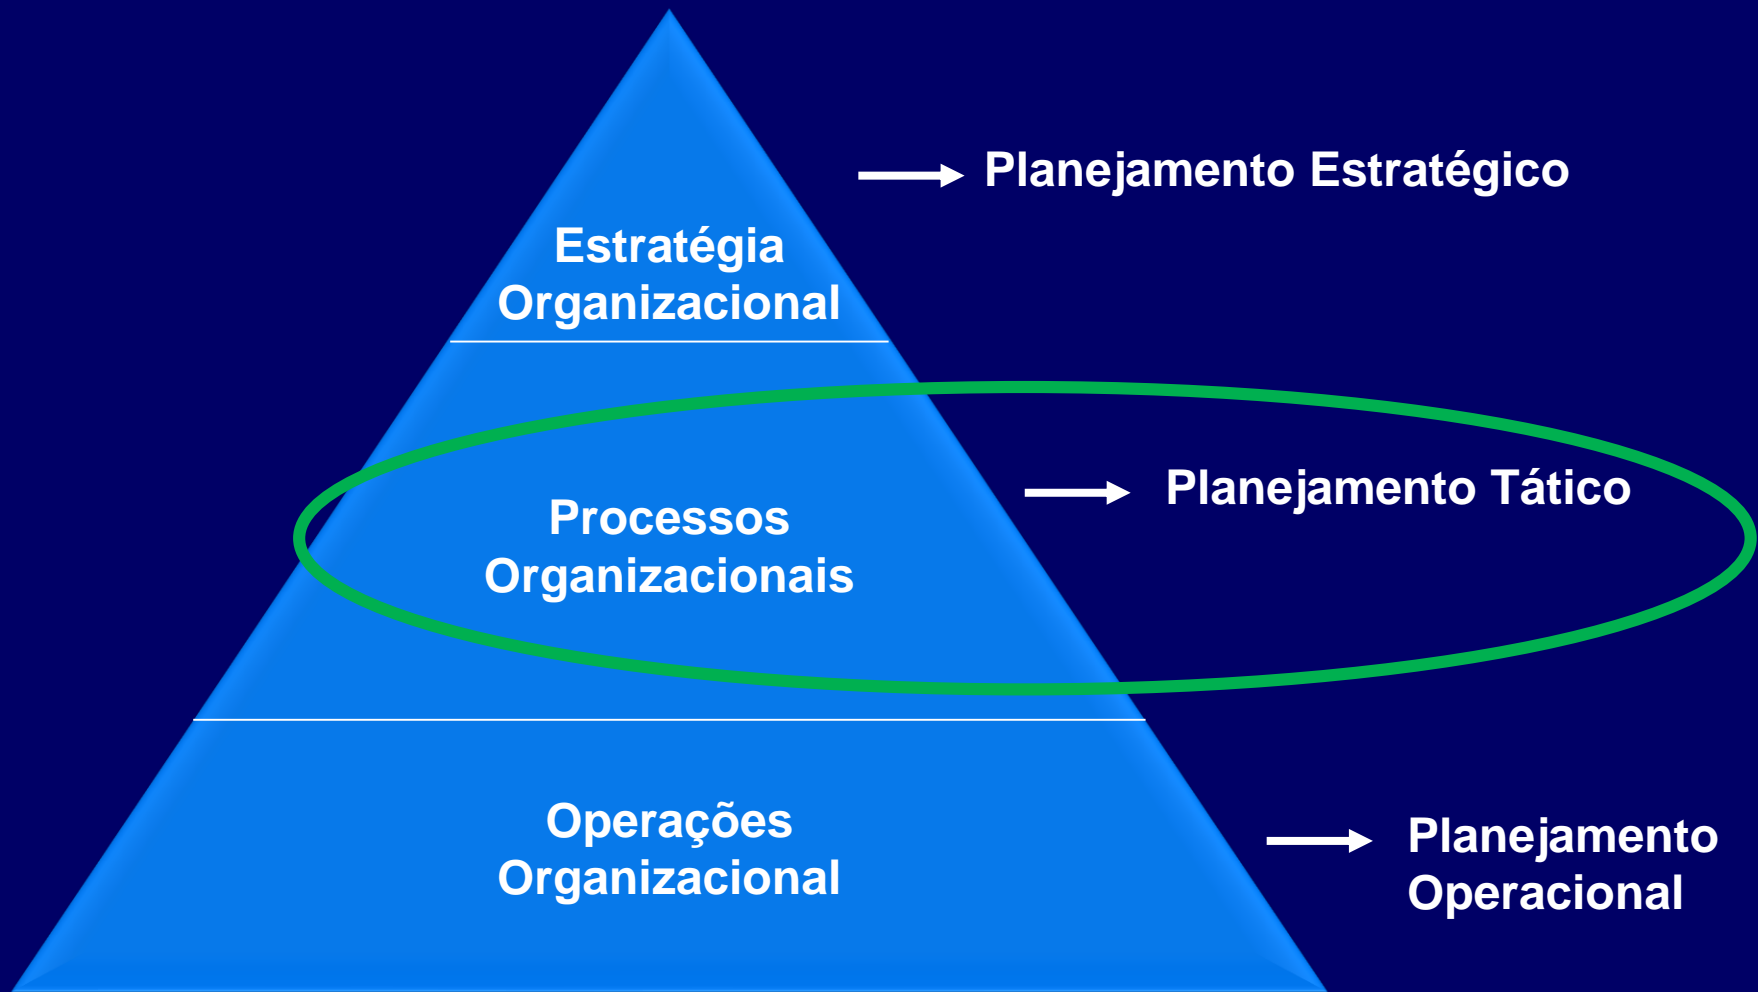 Planejamento Estratégico
Estratégia
Organizacional
Planejamento Tático
Processos
Organizacionais
Operações
Organizacional
Planejamento
Operacional